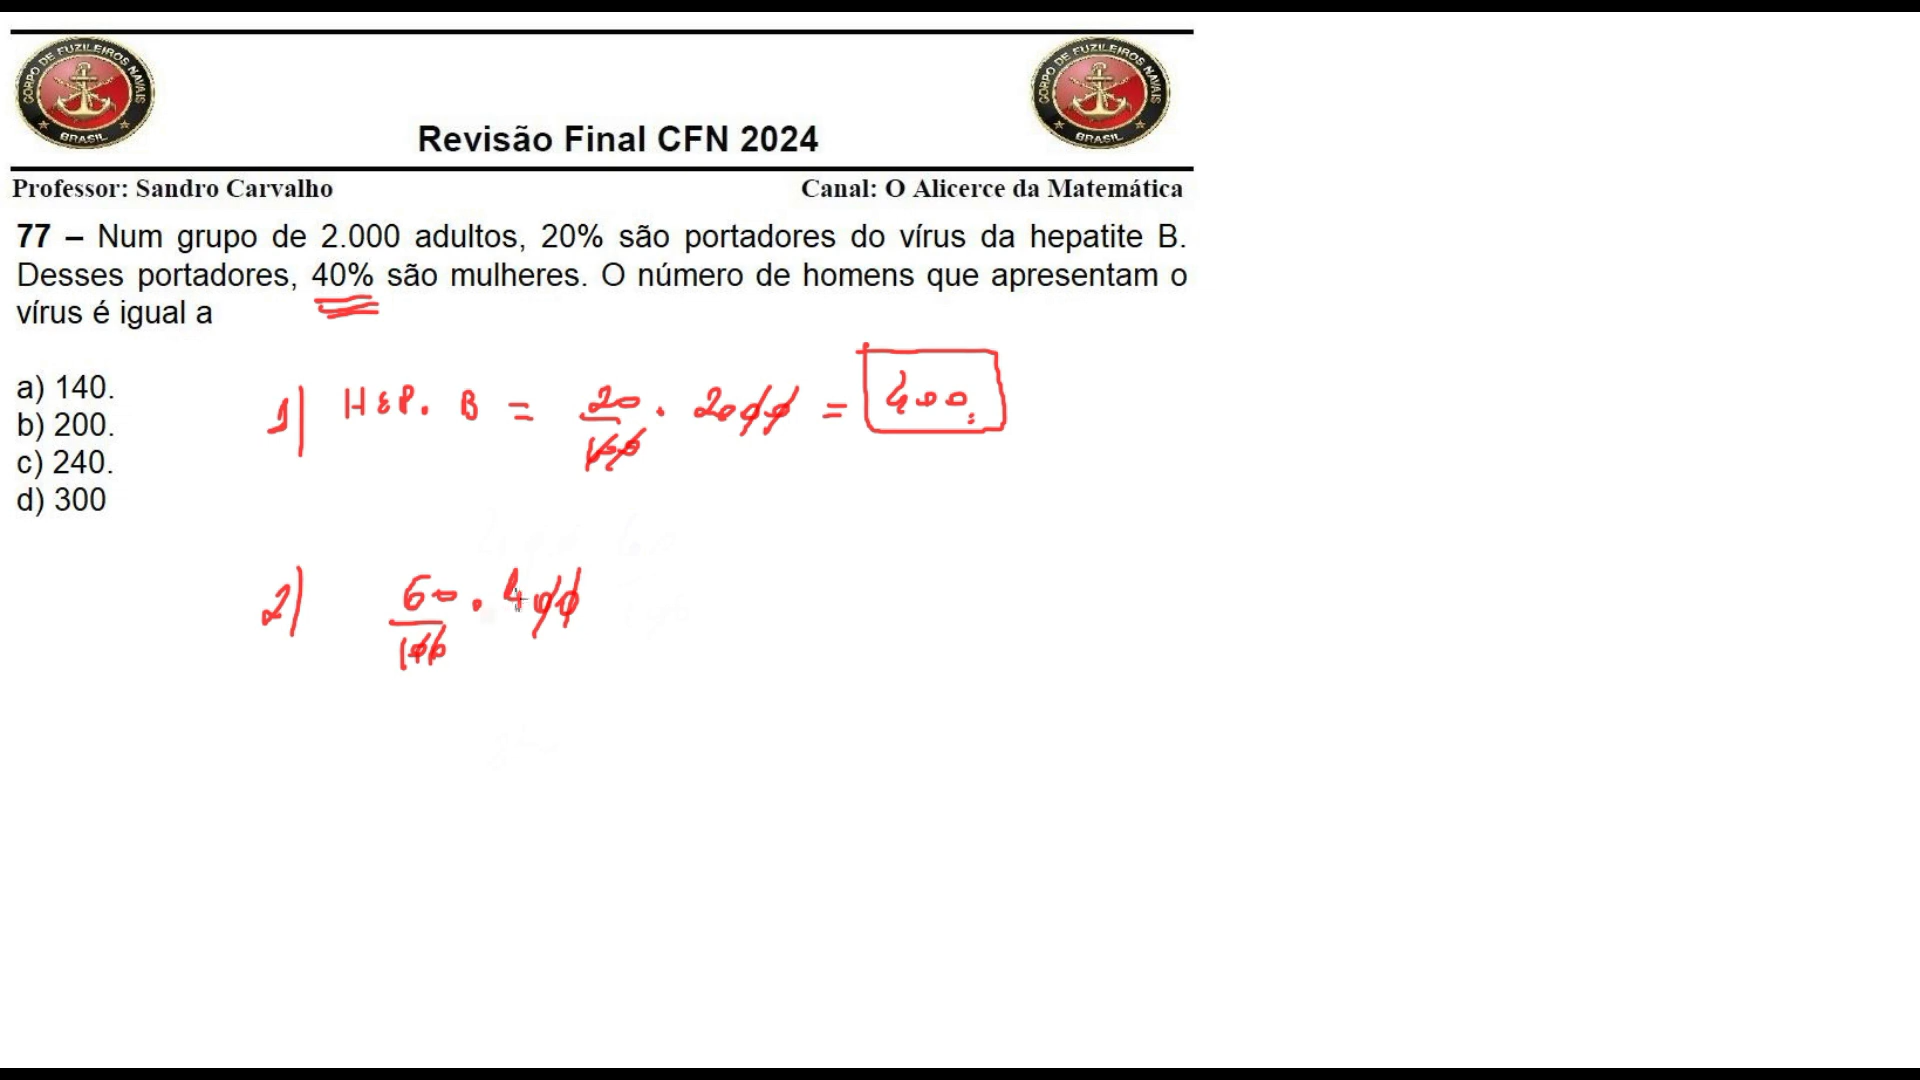 CORPO DE FUZILEIROS NAVAIS
BRASIL
CORPO DE FUZILEIROS NAVAIS
BRASIL
Revisão Final CFN 2024
Professor: Sandro Carvalho
Canal: O Alicerce da Matemática
77 – Num grupo de 2.000 adultos, 20% são portadores do vírus da hepatite B.
Desses portadores, 40% são mulheres. O número de homens que apresentam o
vírus é igual a
a) 140.
b) 200.
c) 240.
d) 300
1) HEP. B = 20/100 . 2000 = 400.
2) 60/100 . 400